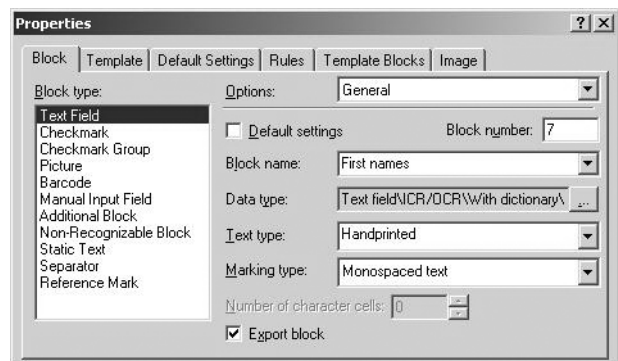 Properties
Block Template Default Settings Rules Template Blocks Image
Block type:
Text Field
Checkmark
Checkmark Group
Picture
Barcode
Manual Input Field
Additional Block
Non-Recognizable Block
Static Text
Separator
Reference Mark
Options: General
Default settings Block number: 7
Block name: First names
Data type: Text field\ICR/OCR\With dictionary\ ...
Text type: Handprinted
Marking type: Monospaced text
Number of character cells: 0
Export block